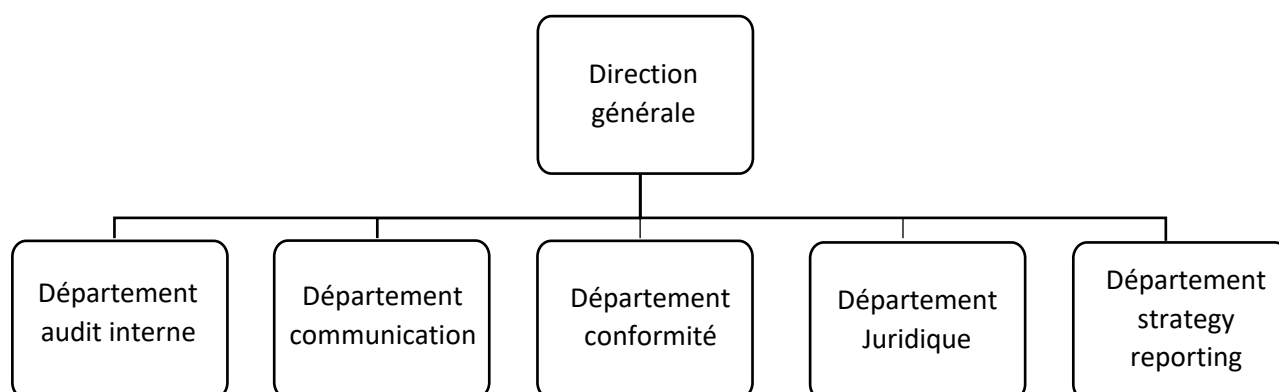 Direction
générale
Département
audit interne
Département
communication
Département
conformité
Département
Juridique
Département
strategy
reporting